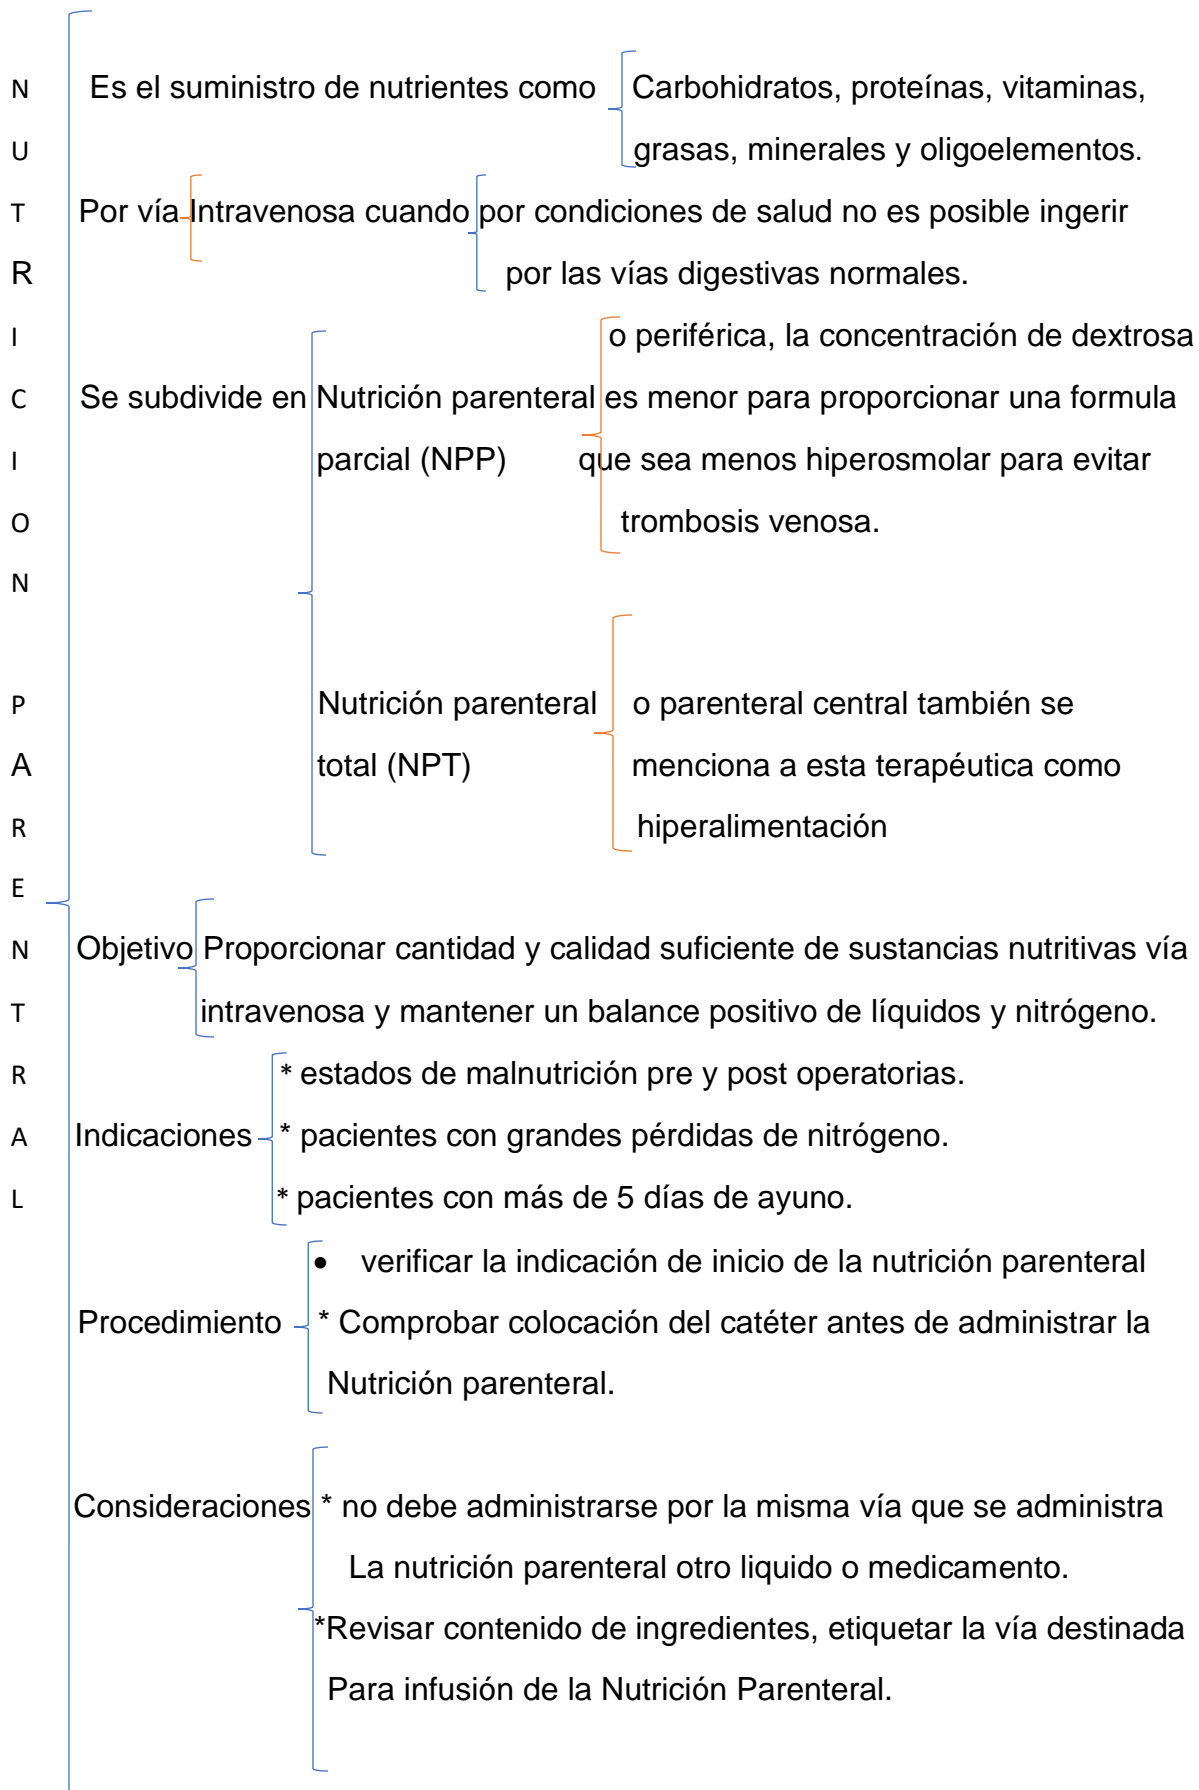 NUTRICION PARENTRAL
Es el suministro de nutrientes como Carbohidratos, proteínas, vitaminas,
grasas, minerales y oligoelementos.
Por vía Intravenosa cuando por condiciones de salud no es posible ingerir
por las vías digestivas normales.
o periférica, la concentración de dextrosa
Se subdivide en Nutrición parenteral es menor para proporcionar una formula
parcial (NPP) que sea menos hiperosmolar para evitar
trombosis venosa.
Nutrición parenteral o parenteral central también se
total (NPT) menciona a esta terapéutica como
hiperalimentación
Objetivo Proporcionar cantidad y calidad suficiente de sustancias nutritivas vía
intravenosa y mantener un balance positivo de líquidos y nitrógeno.
* estados de malnutrición pre y post operatorias.
Indicaciones * pacientes con grandes pérdidas de nitrógeno.
* pacientes con más de 5 días de ayuno.
• verificar la indicación de inicio de la nutrición parenteral
Procedimiento * Comprobar colocación del catéter antes de administrar la
Nutrición parenteral.
Consideraciones * no debe administrarse por la misma vía que se administra
La nutrición parenteral otro liquido o medicamento.
*Revisar contenido de ingredientes, etiquetar la vía destinada
Para infusión de la Nutrición Parenteral.